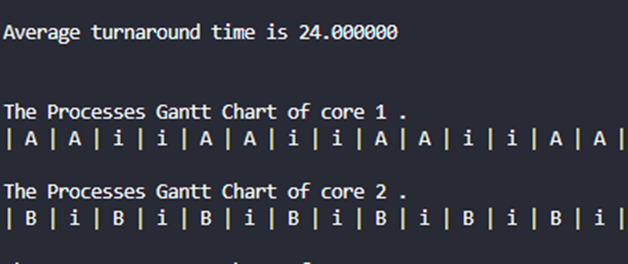 Average turnaround time is 24.000000
The Processes Gantt Chart of core 1 .
| A | A | i | i | A | A | i | i | A | A | i | i | A | A |
The Processes Gantt Chart of core 2 .
| B | i | B | i | B | i | B | i | B | i | B | i | B | i |